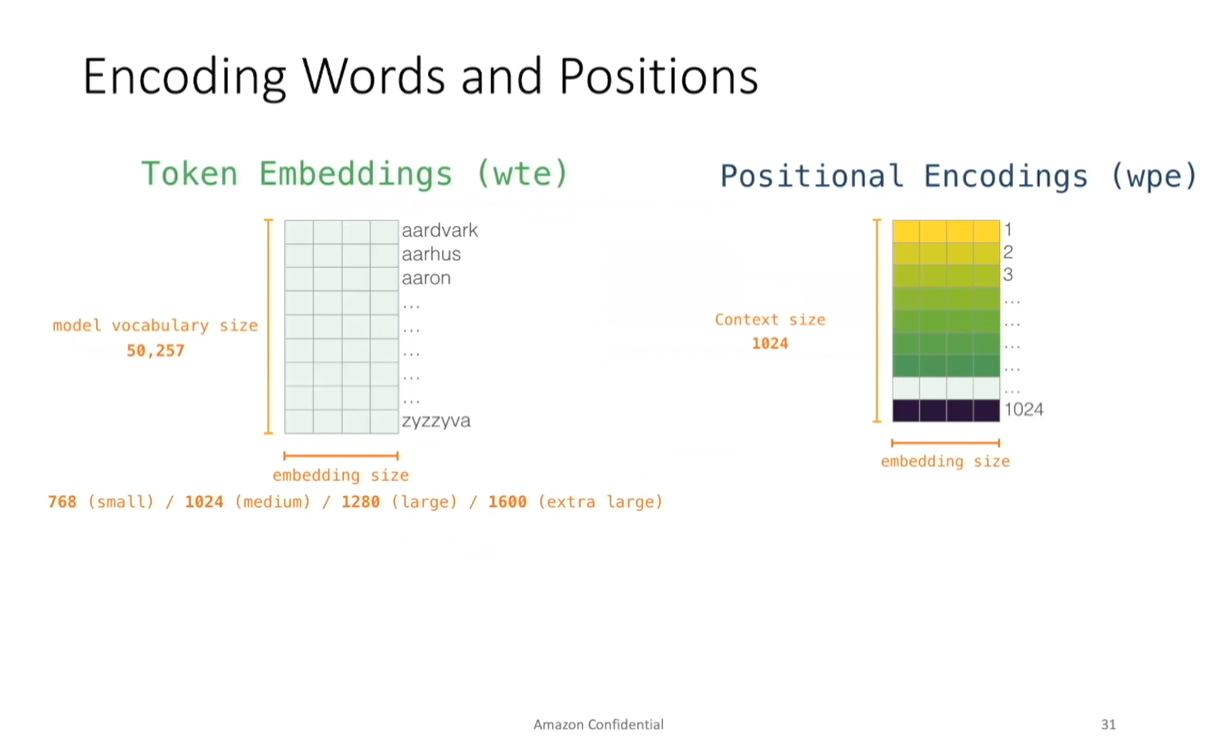 Encoding Words and Positions
Token Embeddings (wte)
aardvark
aarhus
aaron
...
...
...
...
...
zyzzyva
model vocabulary size
50,257
embedding size
768 (small) / 1024 (medium) / 1280 (large) / 1600 (extra large)
Positional Encodings (wpe)
1
2
3
...
...
...
...
...
1024
Context size
1024
embedding size
Amazon Confidential
31